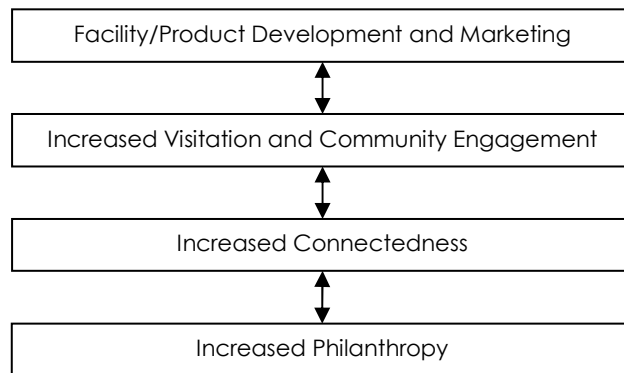 Facility/Product Development and Marketing
Increased Visitation and Community Engagement
Increased Connectedness
Increased Philanthropy